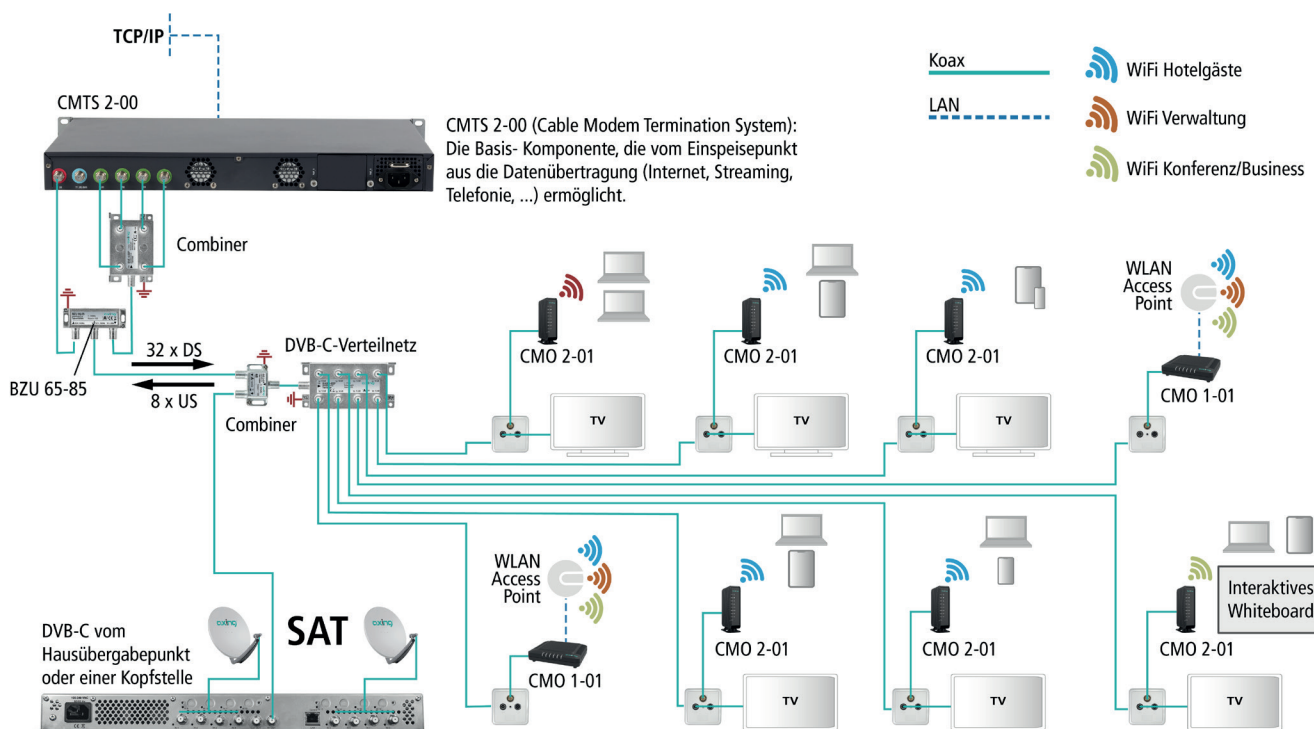 TCP/IP
CMTS 2-00
CMTS 2-00 (Cable Modem Termination System):
Die Basis- Komponente, die vom Einspeisepunkt
aus die Datenübertragung (Internet, Streaming,
Telefonie, ...) ermöglicht.
Koax
LAN
WiFi Hotelgäste
WiFi Verwaltung
WiFi Konferenz/Business
Combiner
BZU 65-85
32 x DS
8 x US
Combiner
DVB-C-Verteilnetz
CMO 2-01
TV
CMO 2-01
TV
CMO 2-01
TV
WLAN
Access
Point
CMO 1-01
WLAN
Access
Point
CMO 1-01
CMO 2-01
TV
CMO 2-01
TV
Interaktives
Whiteboard
CMO 2-01
TV
DVB-C vom
Hausübergabepunkt
oder einer Kopfstelle
axing
SAT
axing